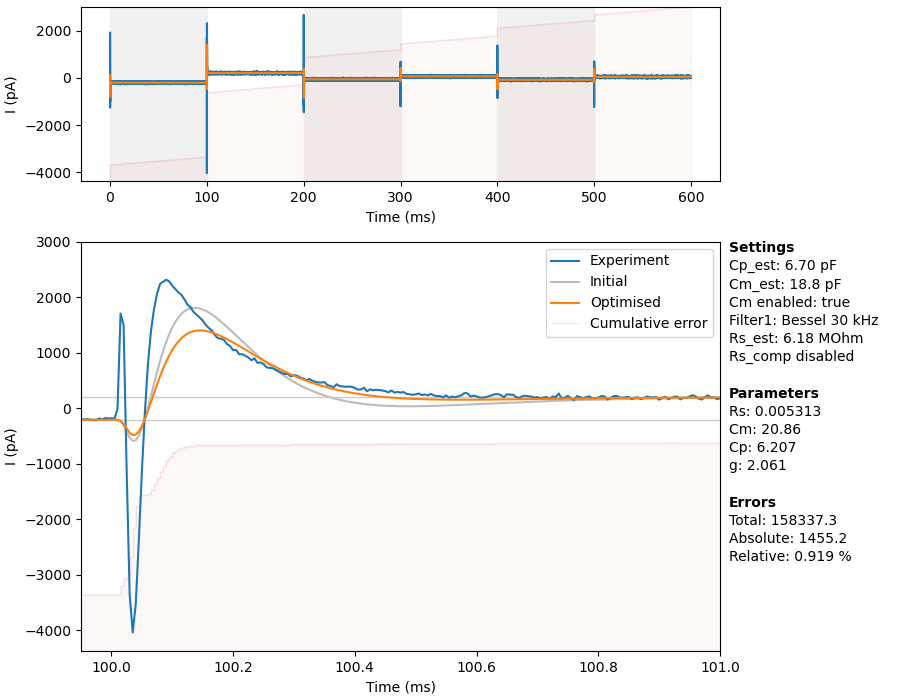 2000
0
−2000
−4000
I (pA)
0 100 200 300 400 500 600
Time (ms)
3000
2000
1000
0
−1000
−2000
−3000
−4000
I (pA)
Experiment
Initial
Optimised
Cumulative error
100.0 100.2 100.4 100.6 100.8 101.0
Time (ms)
Settings
Cp_est: 6.70 pF
Cm_est: 18.8 pF
Cm enabled: true
Filter1: Bessel 30 kHz
Rs_est: 6.18 MOhm
Rs_comp disabled
Parameters
Rs: 0.005313
Cm: 20.86
Cp: 6.207
g: 2.061
Errors
Total: 158337.3
Absolute: 1455.2
Relative: 0.919 %